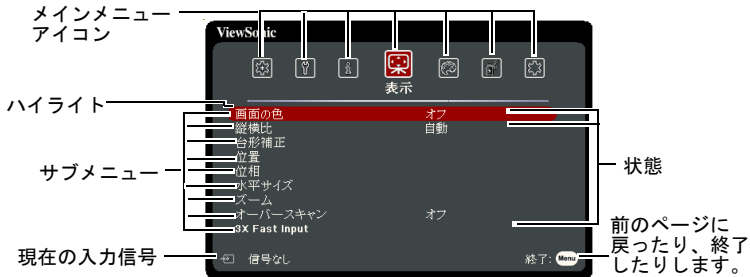 メインメニュー
アイコン
ViewSonic
表示
ハイライト
画面の色 オフ
縦横比 自動
台形補正
位置
位相
水平サイズ
ズーム
オーバースキャン オフ
3X Fast Input
サブメニュー
状態
現在の入力信号
信号なし
終了: Menu
前のページに
戻ったり、終了
したりします。